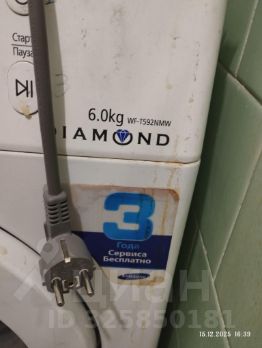 Старт
Пауза
6.0kg WF-T592NMW
DIAMOND
3
Года
Сервиса
Бесплатно
SAMSUNG
циан
ID 325850181
15.12.2025 16:39